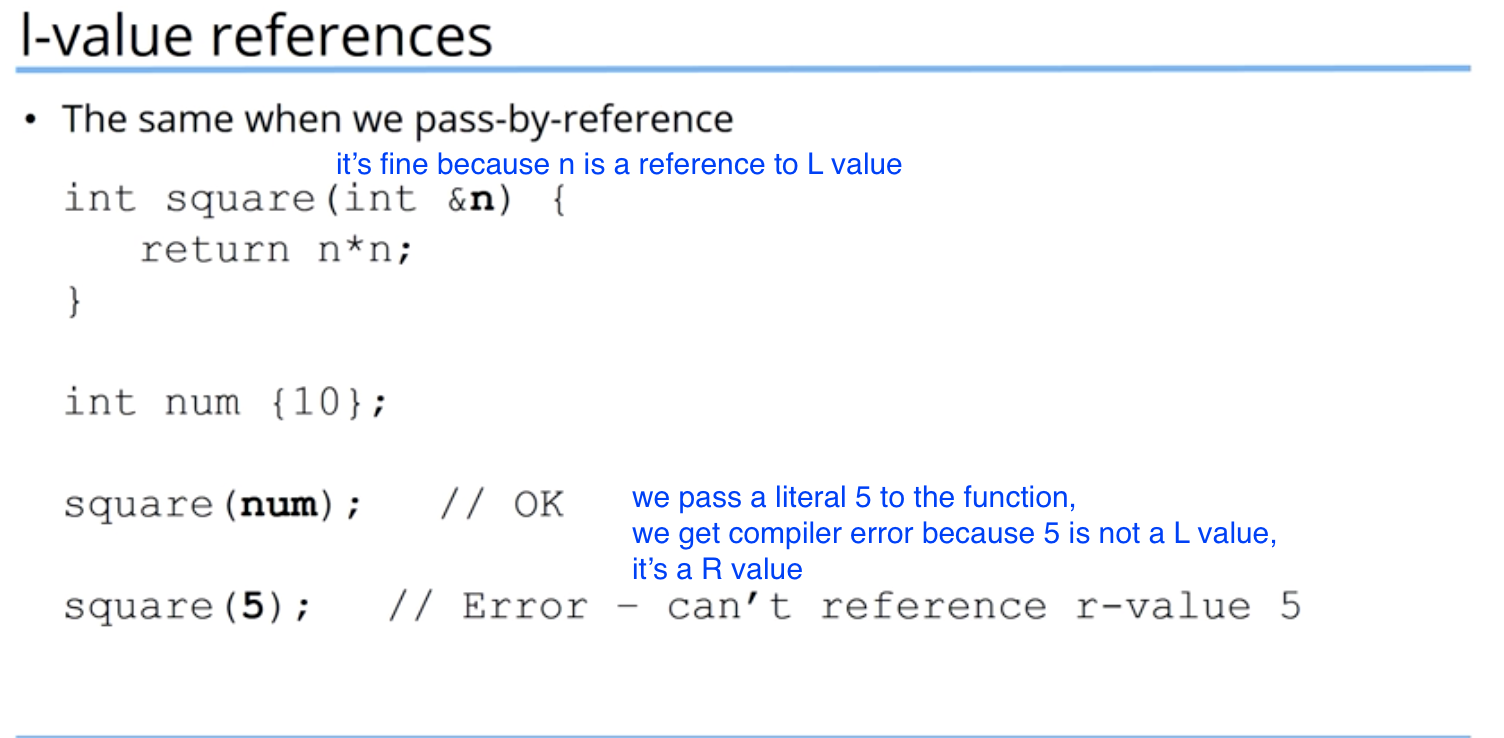 l-value references
• The same when we pass-by-reference
it's fine because n is a reference to L value
int square(int &n) {
return n*n;
}
int num {10};
square(num);   // OK
we pass a literal 5 to the function,
we get compiler error because 5 is not a L value,
it's a R value
square(5);   // Error – can't reference r-value 5